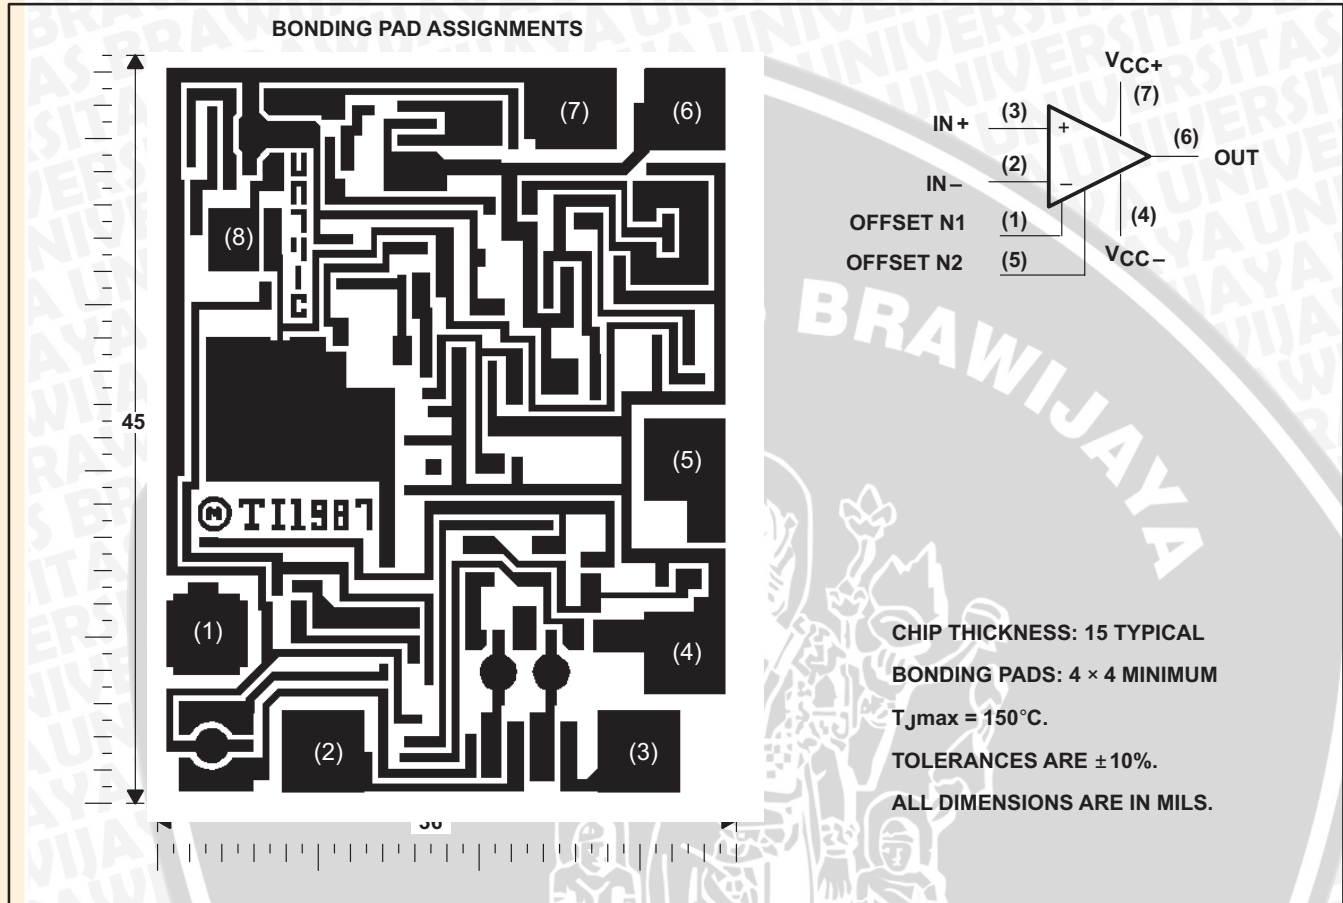 BONDING PAD ASSIGNMENTS
(7)
(6)
(8)
45
(5)
TI1987
(1)
(4)
(2)
(3)
36
VCC+
(7)
IN+ (3) +
(6) OUT
IN– (2) –
OFFSET N1 (1)
(4)
OFFSET N2 (5)
VCC–
BRAWIJAYA
CHIP THICKNESS: 15 TYPICAL
BONDING PADS: 4 × 4 MINIMUM
TJmax = 150°C.
TOLERANCES ARE ±10%.
ALL DIMENSIONS ARE IN MILS.